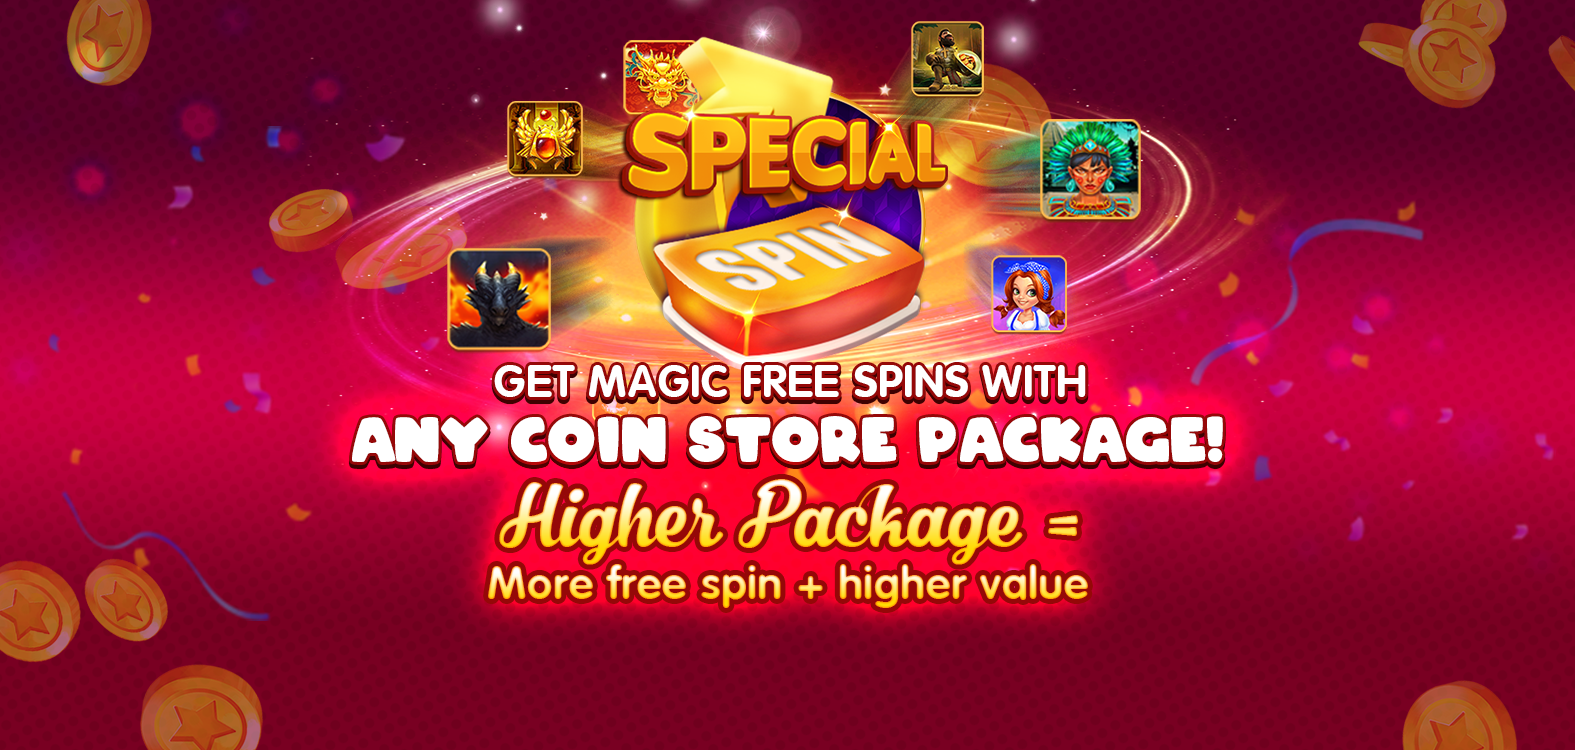 SPECIAL
SPIN
GET MAGIC FREE SPINS WITH
ANY COIN STORE PACKAGE!
Higher Package =
More free spin + higher value